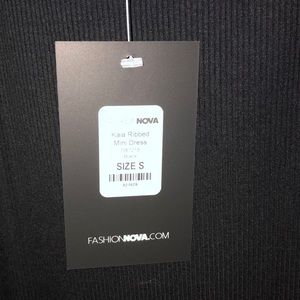 NOVA
Kaia Ribbed
Mini Dress
Black
SIZE S
FASHIONNOVA.COM